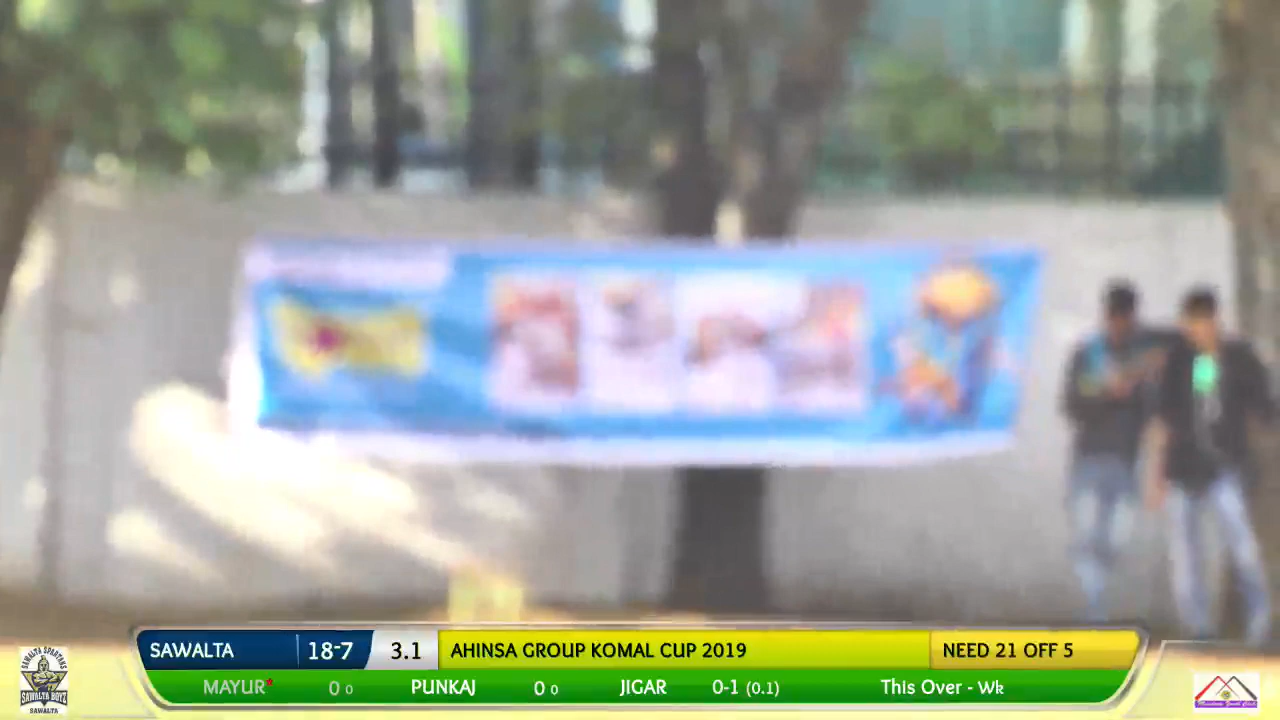 SAWALTA 18-7 3.1 AHINSA GROUP KOMAL CUP 2019 NEED 21 OFF 5
MAYUR* 0 0 PUNKAJ 0 0 JIGAR 0-1 (0.1) This Over - Wk
SAWALTA BOYZ
SAWALTA